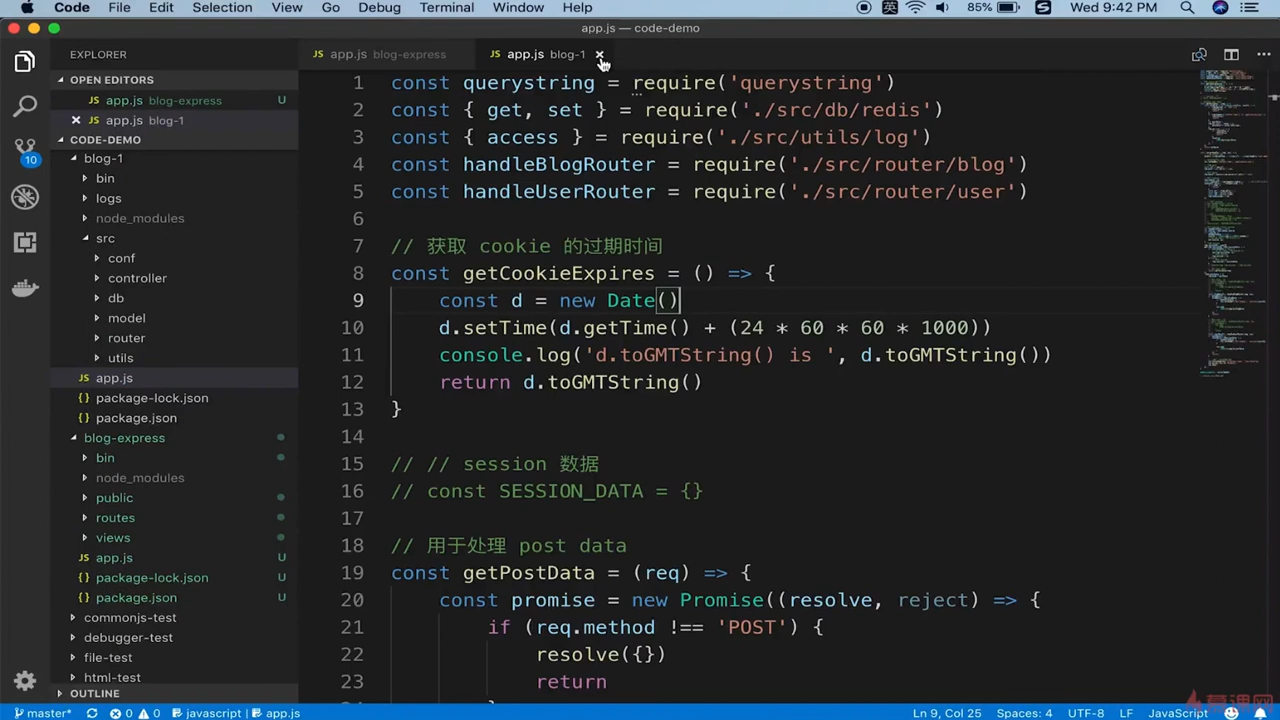 Code File Edit Selection View Go Debug Terminal Window Help 英 85% Wed 9:42 PM
app.js — code-demo
EXPLORER
JS app.js blog-express
JS app.js blog-1
OPEN EDITORS
JS app.js blog-express U
JS app.js blog-1
CODE-DEMO
blog-1
bin
logs
node_modules
src
conf
controller
db
model
router
utils
JS app.js
{} package-lock.json
{} package.json
blog-express
bin
node_modules
public
routes
views
JS app.js U
{} package-lock.json U
{} package.json U
commonjs-test
debugger-test
file-test
html-test
OUTLINE
10
1 const querystring = require('querystring')
2 const { get, set } = require('./src/db/redis')
3 const { access } = require('./src/utils/log')
4 const handleBlogRouter = require('./src/router/blog')
5 const handleUserRouter = require('./src/router/user')
6
7 // 获取 cookie 的过期时间
8 const getCookieExpires = () => {
9 const d = new Date()
10 d.setTime(d.getTime() + (24 * 60 * 60 * 1000))
11 console.log('d.toGMTString() is ', d.toGMTString())
12 return d.toGMTString()
13 }
14
15 // // session 数据
16 // const SESSION_DATA = {}
17
18 // 用于处理 post data
19 const getPostData = (req) => {
20 const promise = new Promise((resolve, reject) => {
21 if (req.method !== 'POST') {
22 resolve({})
23 return
master* 0 0 javascript | app.js Ln 9, Col 25 Spaces: 4 UTF-8 LF JavaScript